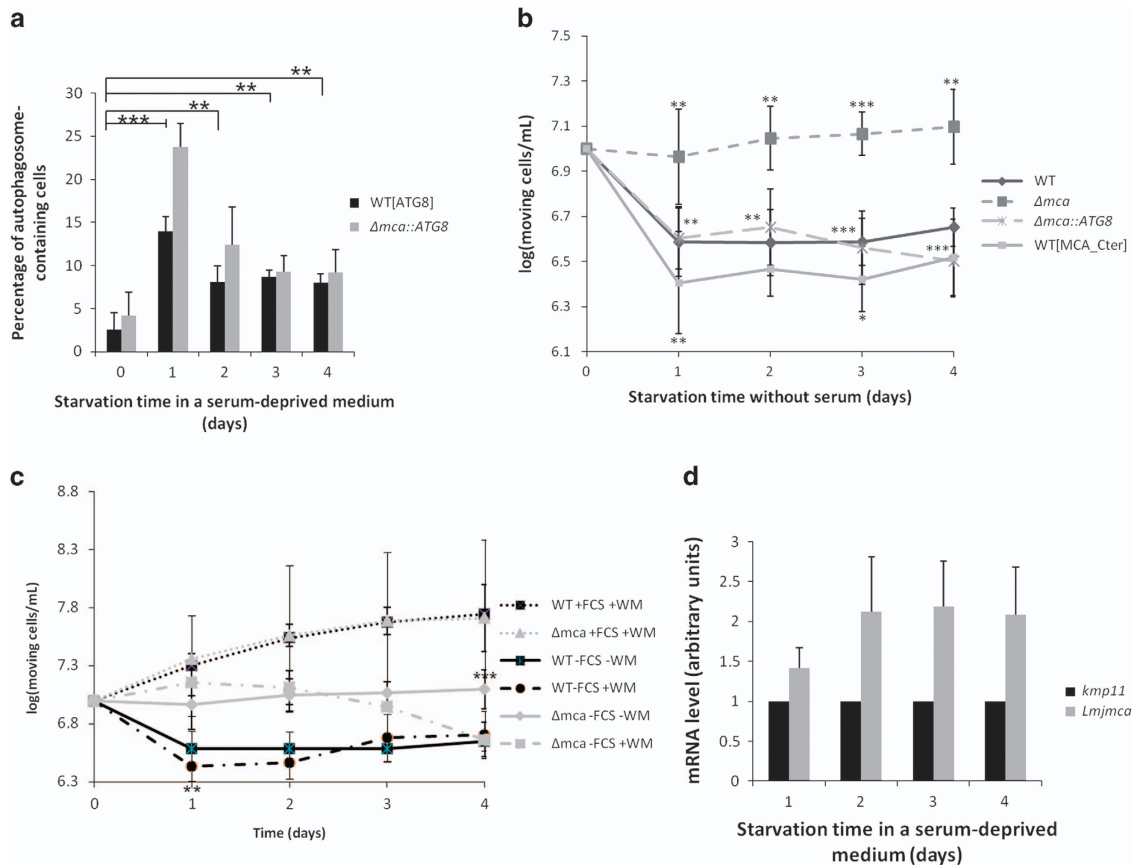 a
**
**
**
***
30
25
20
15
10
5
0
Percentage of autophagosome-
containing cells
0 1 2 3 4
Starvation time in a serum-deprived medium
(days)
WT[ATG8]
Δmca::ATG8
b
7.5
7.3
7.1
6.9
6.7
6.5
6.3
6.1
log(moving cells/mL)
** ** *** **
** ** *** ***
** *
0 1 2 3 4
Starvation time without serum (days)
WT
Δmca
Δmca::ATG8
WT[MCA_Cter]
c
8.8
8.3
7.8
7.3
6.8
6.3
log(moving cells/mL)
***
**
0 1 2 3 4
Time (days)
WT +FCS +WM
Δmca +FCS +WM
WT -FCS -WM
WT-FCS +WM
Δmca -FCS -WM
Δmca -FCS +WM
d
3
2.5
2
1.5
1
0.5
0
mRNA level (arbitrary units)
1 2 3 4
Starvation time in a serum-deprived
medium (days)
kmp11
Lmjmca